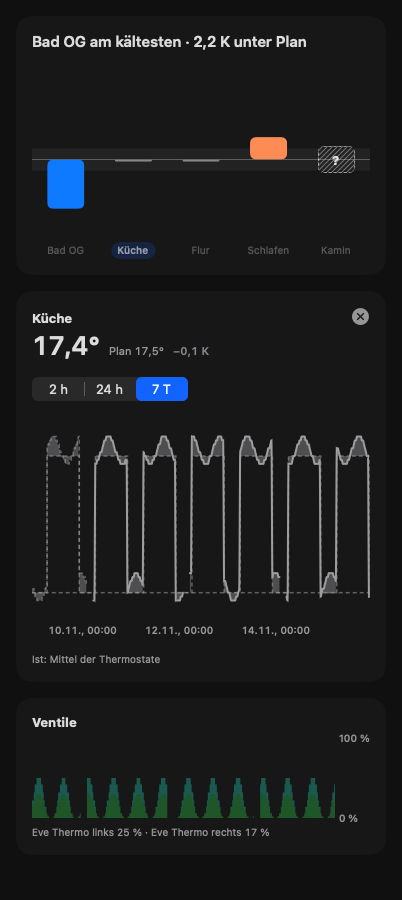 Bad OG am kältesten · 2,2 K unter Plan
?
Bad OG Küche Flur Schlafen Kamin
Küche
17,4° Plan 17,5° −0,1 K
2 h 24 h 7 T
10.11., 00:00 12.11., 00:00 14.11., 00:00
Ist: Mittel der Thermostate
Ventile
100 %
0 %
Eve Thermo links 25 % · Eve Thermo rechts 17 %